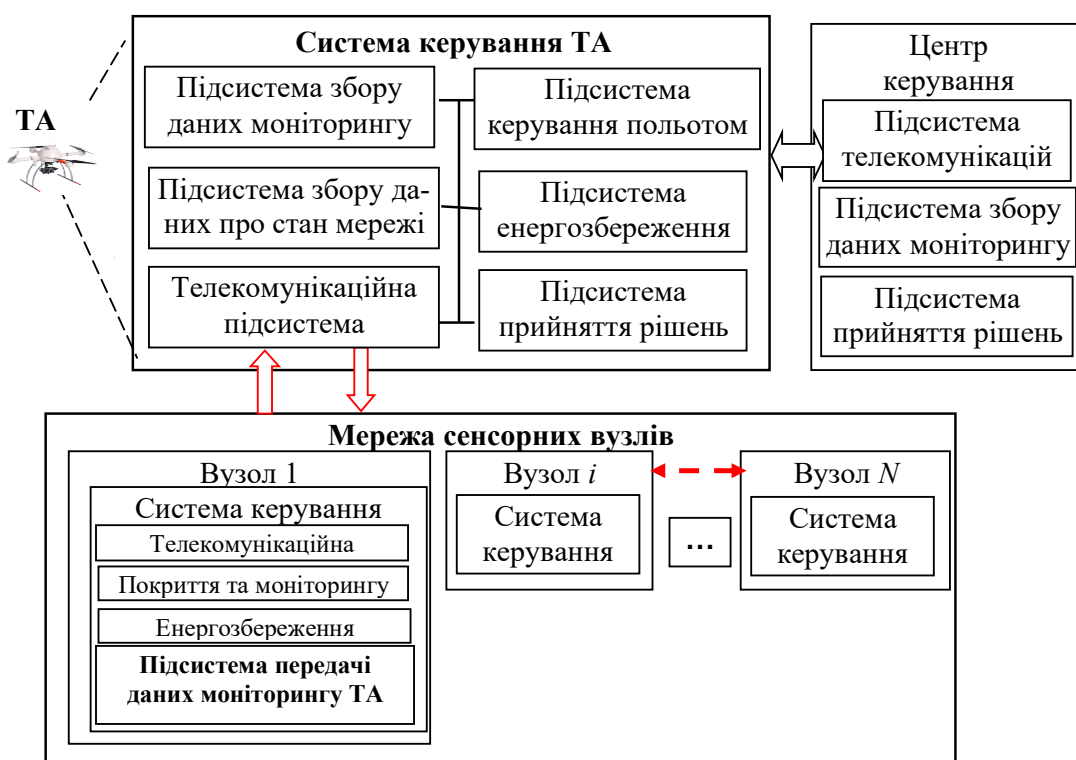 Система керування ТА
ТА
Підсистема збору
даних моніторингу
Підсистема
керування польотом
Підсистема збору да-
них про стан мережі
Підсистема
енергозбереження
Телекомунікаційна
підсистема
Підсистема
прийняття рішень
Центр
керування
Підсистема
телекомунікацій
Підсистема збору
даних моніторингу
Підсистема
прийняття рішень
Мережа сенсорних вузлів
Вузол 1
Система керування
Телекомунікаційна
Покриття та моніторингу
Енергозбереження
Підсистема передачі
даних моніторингу ТА
Вузол i
Система
керування
...
Вузол N
Система
керування